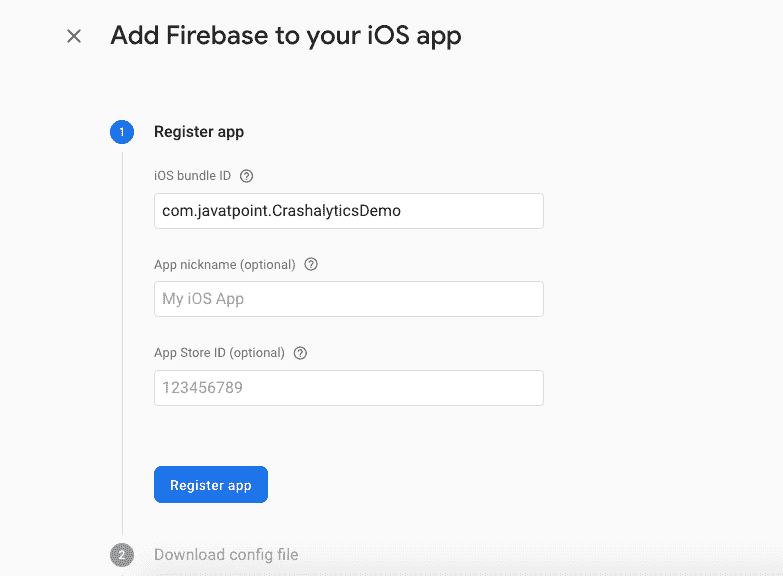 Add Firebase to your iOS app
1
Register app
iOS bundle ID ?
com.javatpoint.CrashalyticsDemo
App nickname (optional) ?
My iOS App
App Store ID (optional) ?
123456789
Register app
2
Download config file